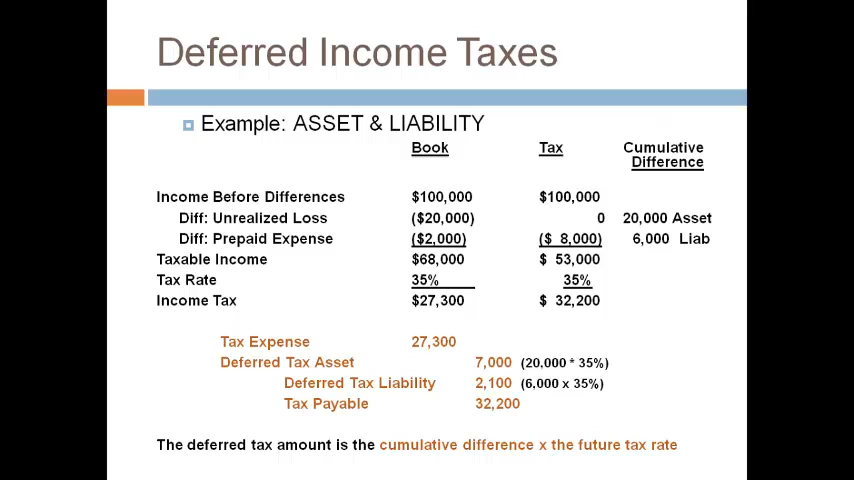 Deferred Income Taxes
Example: ASSET & LIABILITY
Book Tax Cumulative
Difference
Income Before Differences $100,000 $100,000
Diff: Unrealized Loss ($20,000) 0 20,000 Asset
Diff: Prepaid Expense ($2,000) ($ 8,000) 6,000 Liab
Taxable Income $68,000 $ 53,000
Tax Rate 35% 35%
Income Tax $27,300 $ 32,200
Tax Expense 27,300
Deferred Tax Asset 7,000 (20,000 * 35%)
Deferred Tax Liability 2,100 (6,000 x 35%)
Tax Payable 32,200
The deferred tax amount is the cumulative difference x the future tax rate